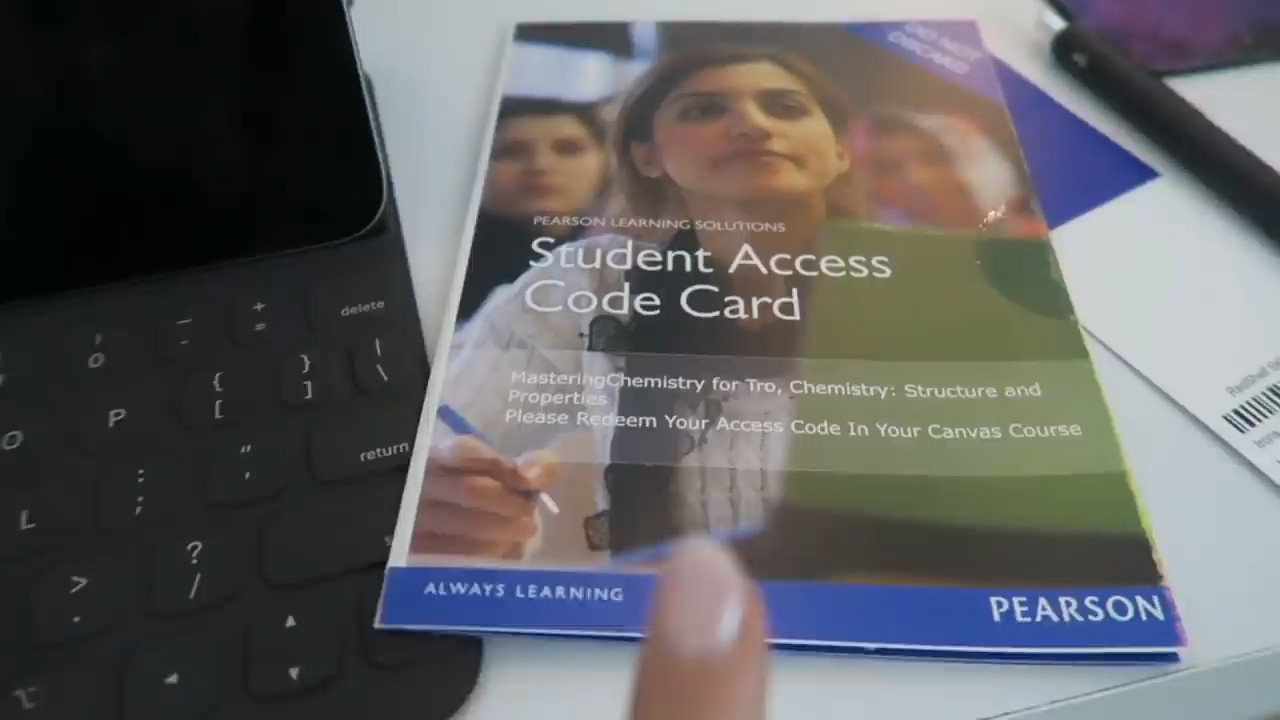 DO NOT
DISCARD
PEARSON LEARNING SOLUTIONS
Student Access
Code Card
MasteringChemistry for Tro, Chemistry: Structure and
Properties
Please Redeem Your Access Code In Your Canvas Course
ALWAYS LEARNING
PEARSON
delete
return
+
=
_
-
)
0
{
[
}
]
|
\
P
O
"
'
:
;
L
?
/
>
.